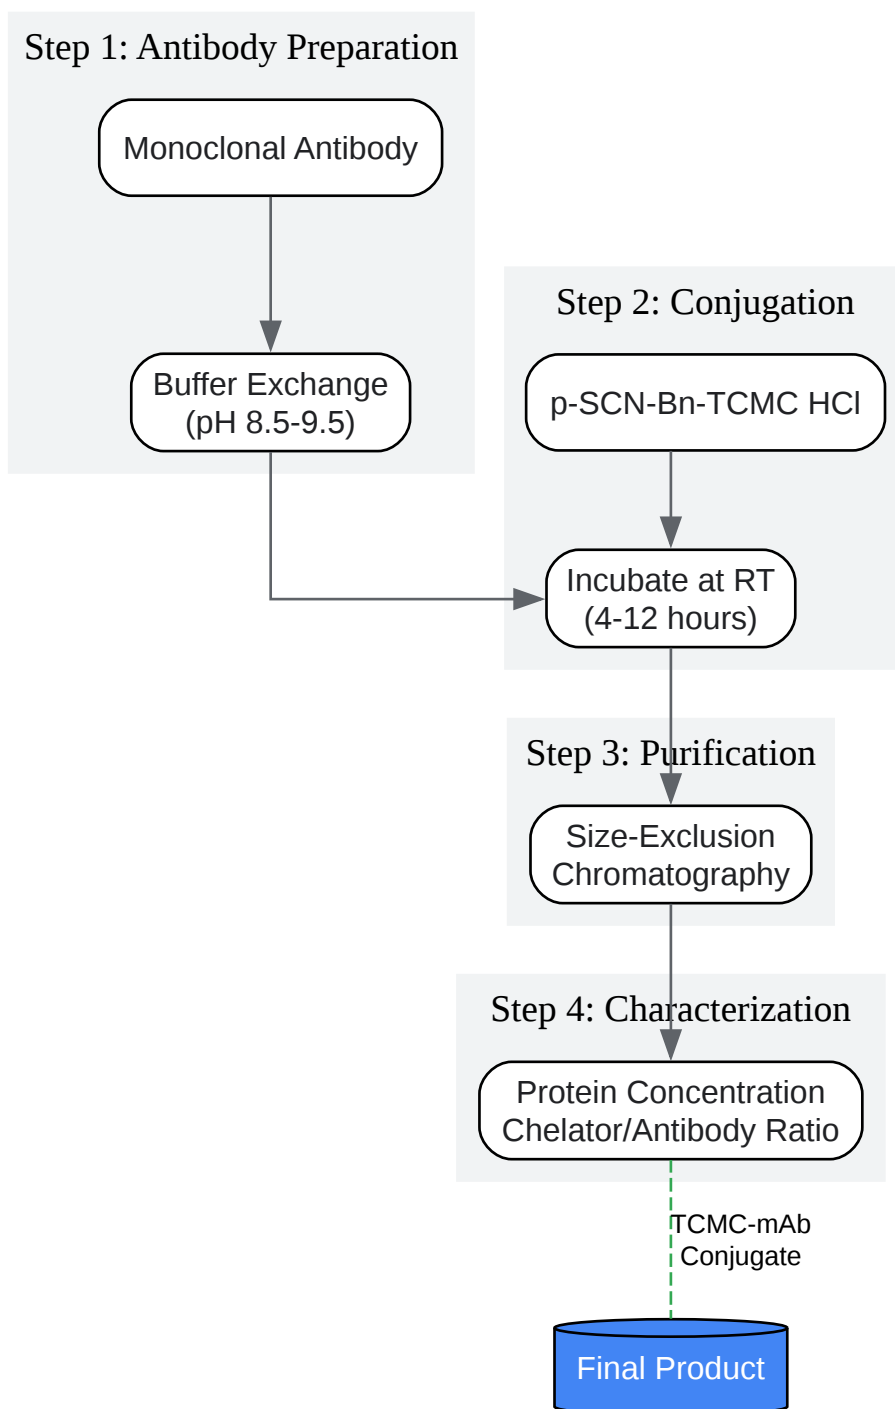 Step 1: Antibody Preparation
Monoclonal Antibody
Buffer Exchange
(pH 8.5-9.5)
Step 2: Conjugation
p-SCN-Bn-TCMC HCl
Incubate at RT
(4-12 hours)
Step 3: Purification
Size-Exclusion
Chromatography
Step 4: Characterization
Protein Concentration
Chelator/Antibody Ratio
TCMC-mAb
Conjugate
Final Product